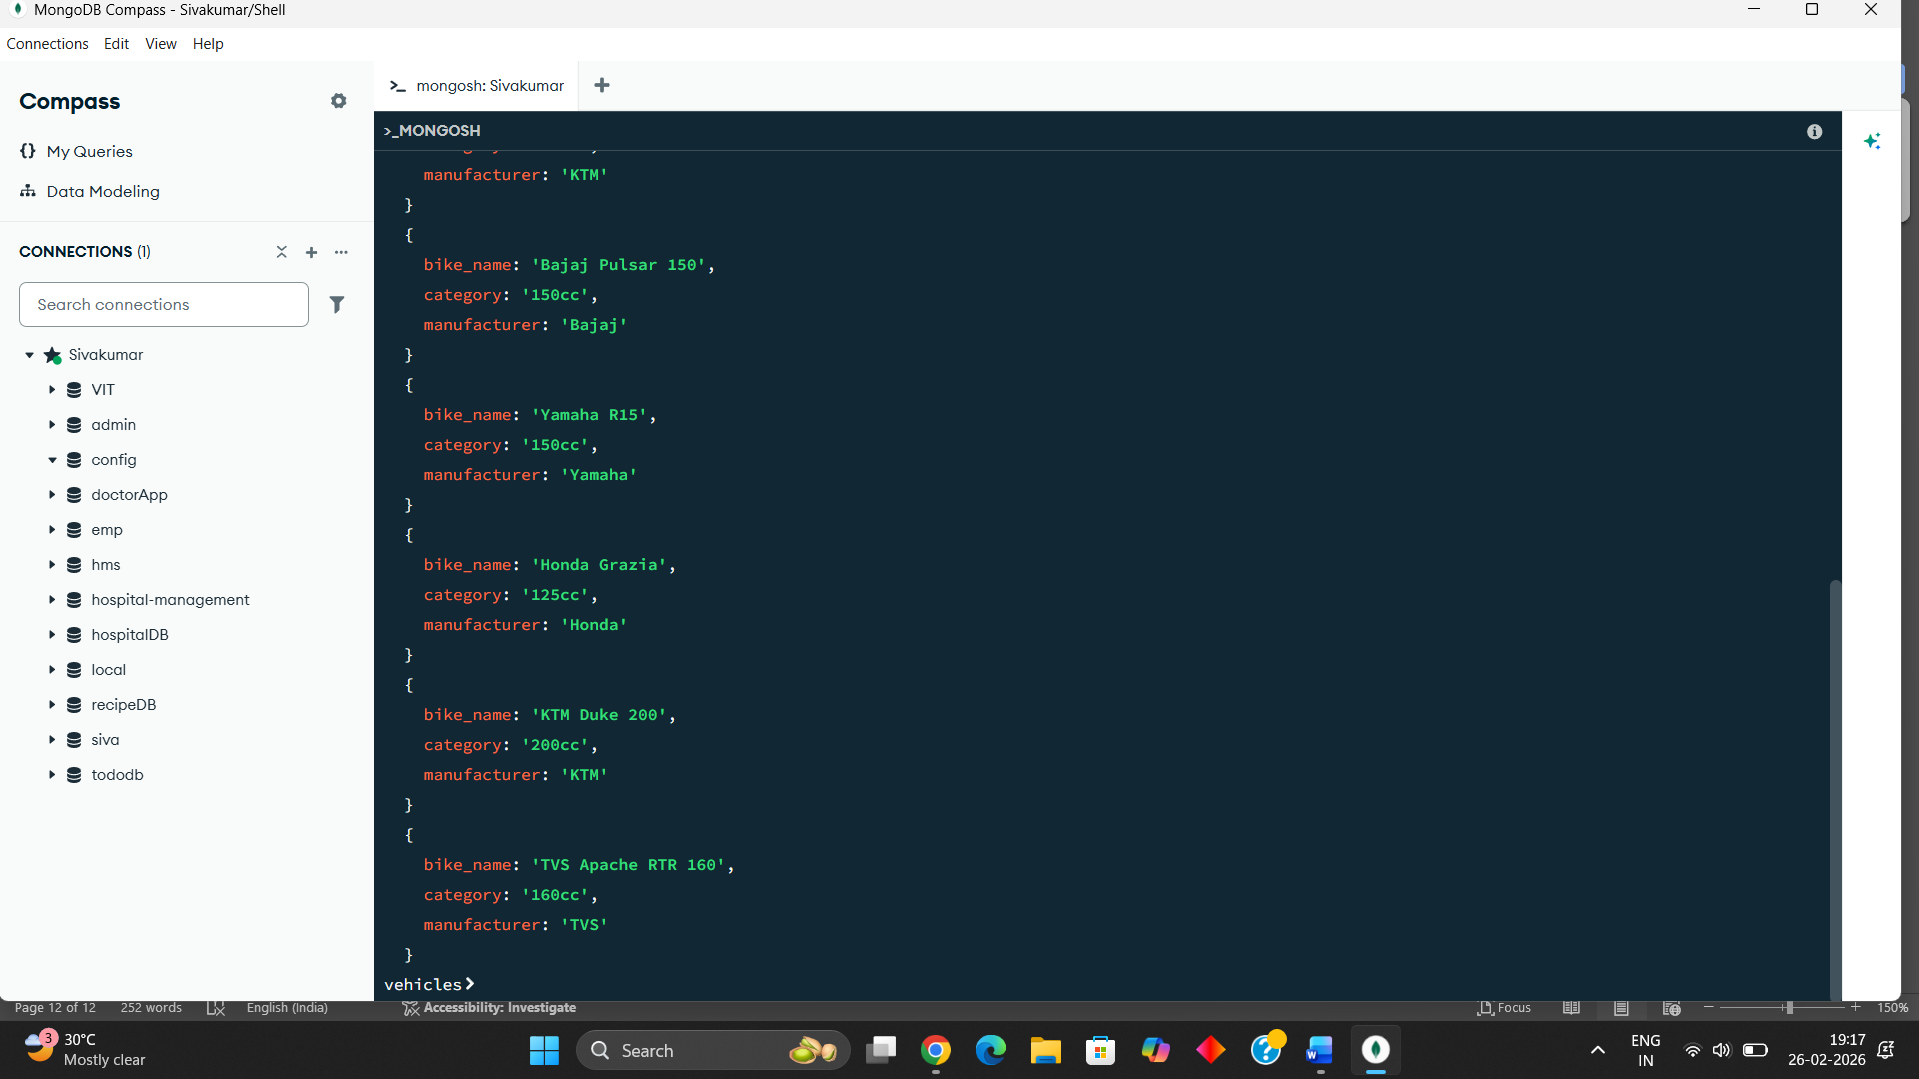 MongoDB Compass - Sivakumar/Shell
Connections Edit View Help
Compass
My Queries
Data Modeling
CONNECTIONS (1)
Search connections
Sivakumar
VIT
admin
config
doctorApp
emp
hms
hospital-management
hospitalDB
local
recipeDB
siva
tododb
>_ mongosh: Sivakumar
>_MONGOSH
manufacturer: 'KTM'
}
{
bike_name: 'Bajaj Pulsar 150',
category: '150cc',
manufacturer: 'Bajaj'
}
{
bike_name: 'Yamaha R15',
category: '150cc',
manufacturer: 'Yamaha'
}
{
bike_name: 'Honda Grazia',
category: '125cc',
manufacturer: 'Honda'
}
{
bike_name: 'KTM Duke 200',
category: '200cc',
manufacturer: 'KTM'
}
{
bike_name: 'TVS Apache RTR 160',
category: '160cc',
manufacturer: 'TVS'
}
vehicles>
Page 12 of 12 252 words English (India) Accessibility: Investigate Focus 150%
3
30°C
Mostly clear
Search
ENG
IN
19:17
26-02-2026